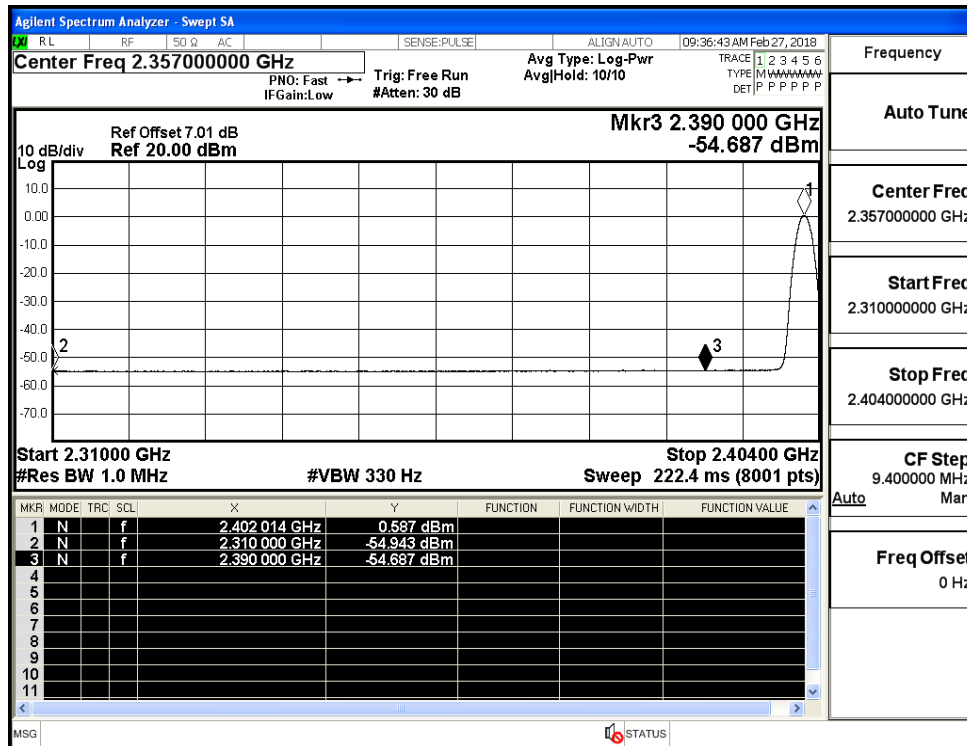 Agilent Spectrum Analyzer - Swept SA
LXI RL RF 50 Ω AC SENSE:PULSE ALIGN AUTO 09:36:43 AM Feb 27, 2018
Center Freq 2.357000000 GHz
PNO: Fast
IFGain:Low
Trig: Free Run
#Atten: 30 dB
Avg Type: Log-Pwr
Avg|Hold: 10/10
TRACE 1 2 3 4 5 6
TYPE MWWWWW
DET P P P P P P
Ref Offset 7.01 dB
Ref 20.00 dBm
10 dB/div
Log
Mkr3 2.390 000 GHz
-54.687 dBm
10.0
0.00
-10.0
-20.0
-30.0
-40.0
-50.0
-60.0
-70.0
1
2
3
Start 2.31000 GHz Stop 2.40400 GHz
#Res BW 1.0 MHz #VBW 330 Hz Sweep 222.4 ms (8001 pts)
MKR MODE TRC SCL X Y FUNCTION FUNCTION WIDTH FUNCTION VALUE
1 N f 2.402 014 GHz 0.587 dBm
2 N f 2.310 000 GHz -54.943 dBm
3 N f 2.390 000 GHz -54.687 dBm
4
5
6
7
8
9
10
11
MSG STATUS
Frequency
Auto Tune
Center Freq
2.357000000 GHz
Start Freq
2.310000000 GHz
Stop Freq
2.404000000 GHz
CF Step
9.400000 MHz
Auto Man
Freq Offset
0 Hz